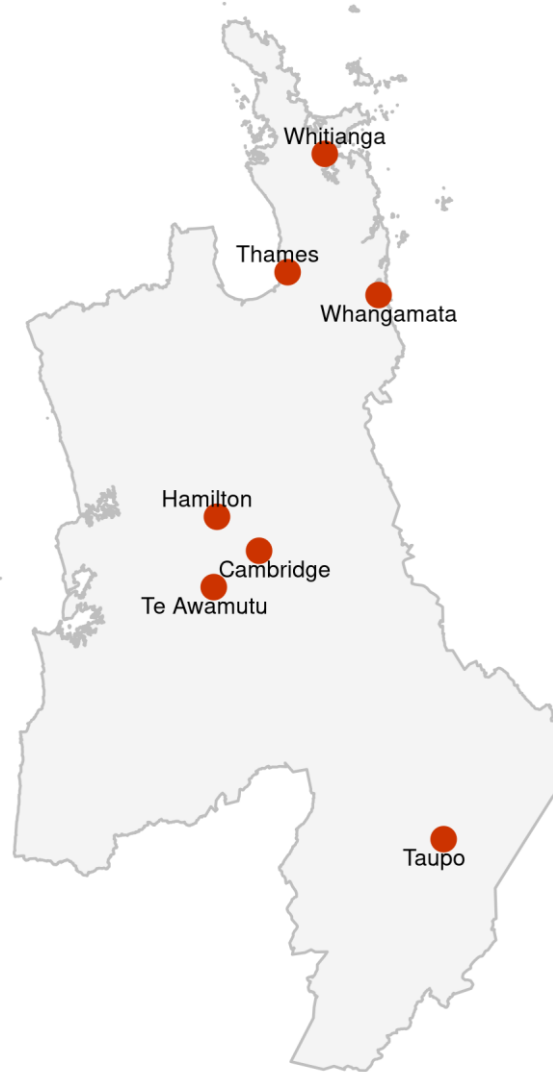 Whitianga
Thames
Whangamata
Hamilton
Cambridge
Te Awamutu
Taupo